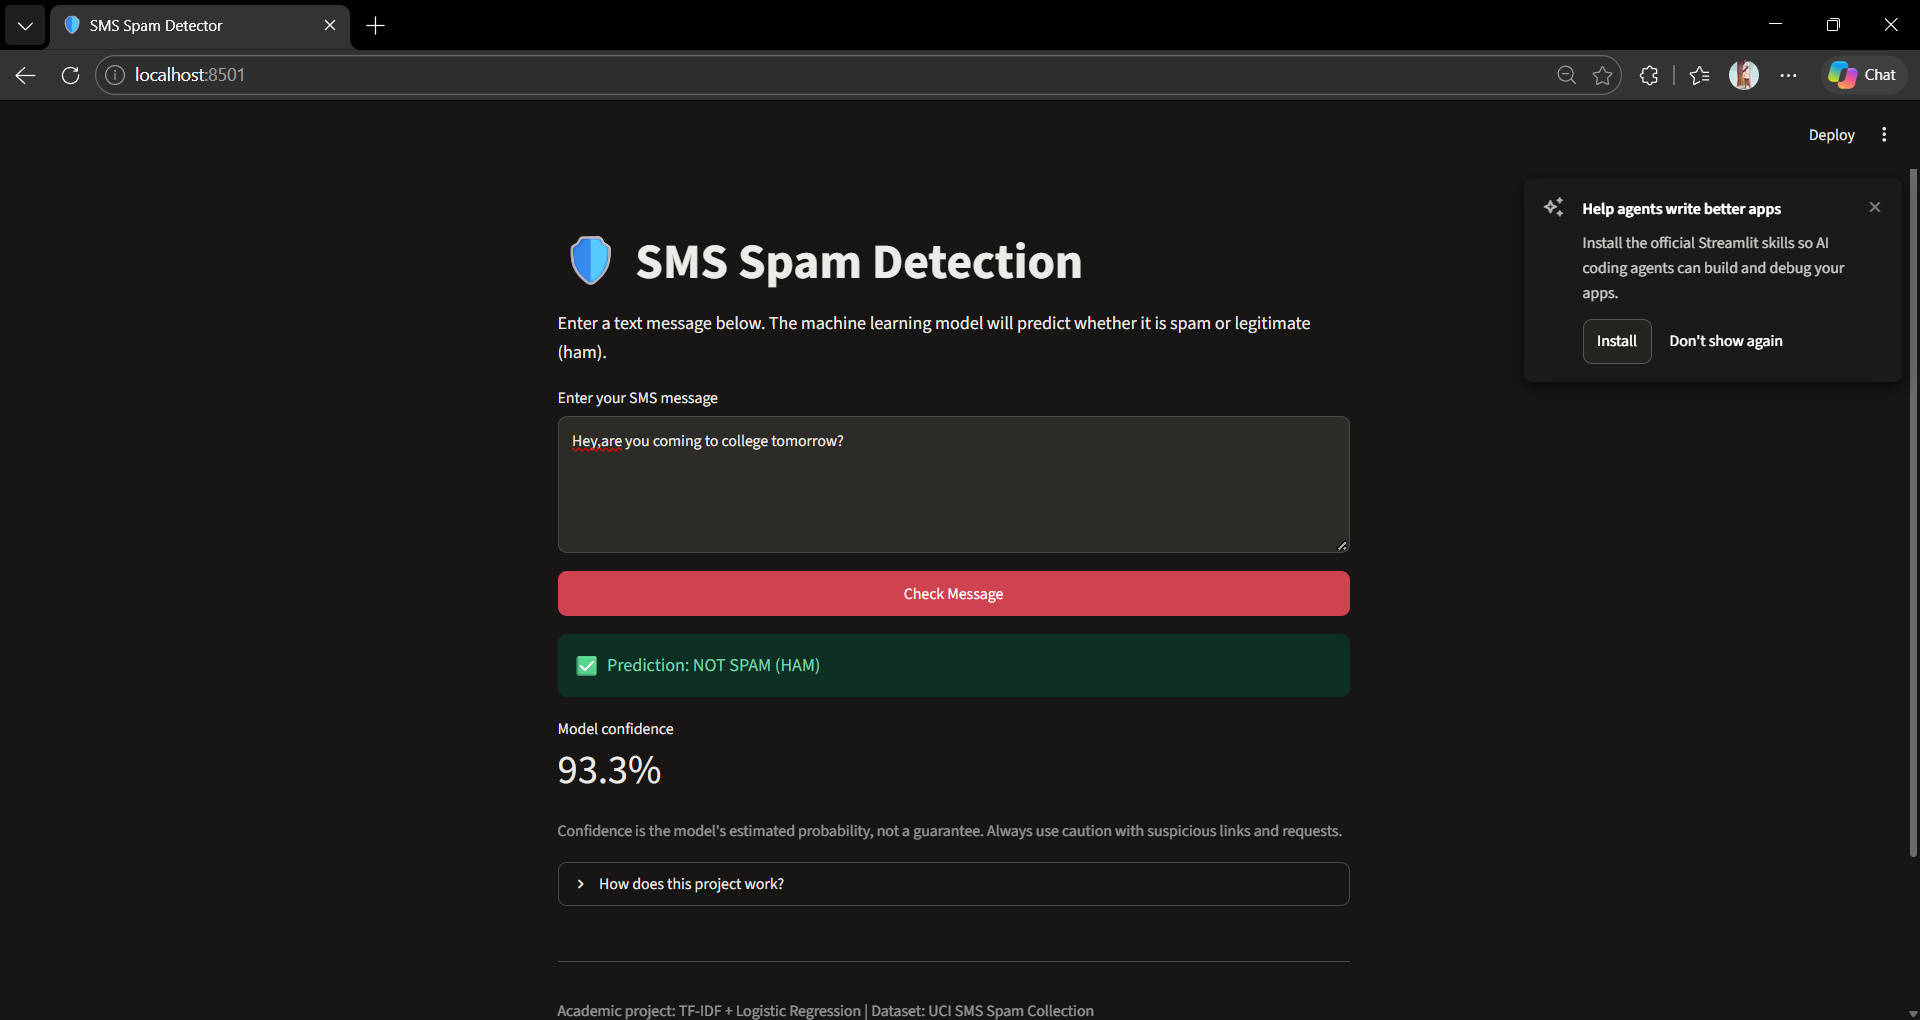 SMS Spam Detector
localhost:8501
Chat
Deploy
Help agents write better apps
Install the official Streamlit skills so AI
coding agents can build and debug your
apps.
Install
Don't show again
SMS Spam Detection
Enter a text message below. The machine learning model will predict whether it is spam or legitimate
(ham).
Enter your SMS message
Hey,are you coming to college tomorrow?
Check Message
Prediction: NOT SPAM (HAM)
Model confidence
93.3%
Confidence is the model's estimated probability, not a guarantee. Always use caution with suspicious links and requests.
How does this project work?
Academic project: TF-IDF + Logistic Regression | Dataset: UCI SMS Spam Collection